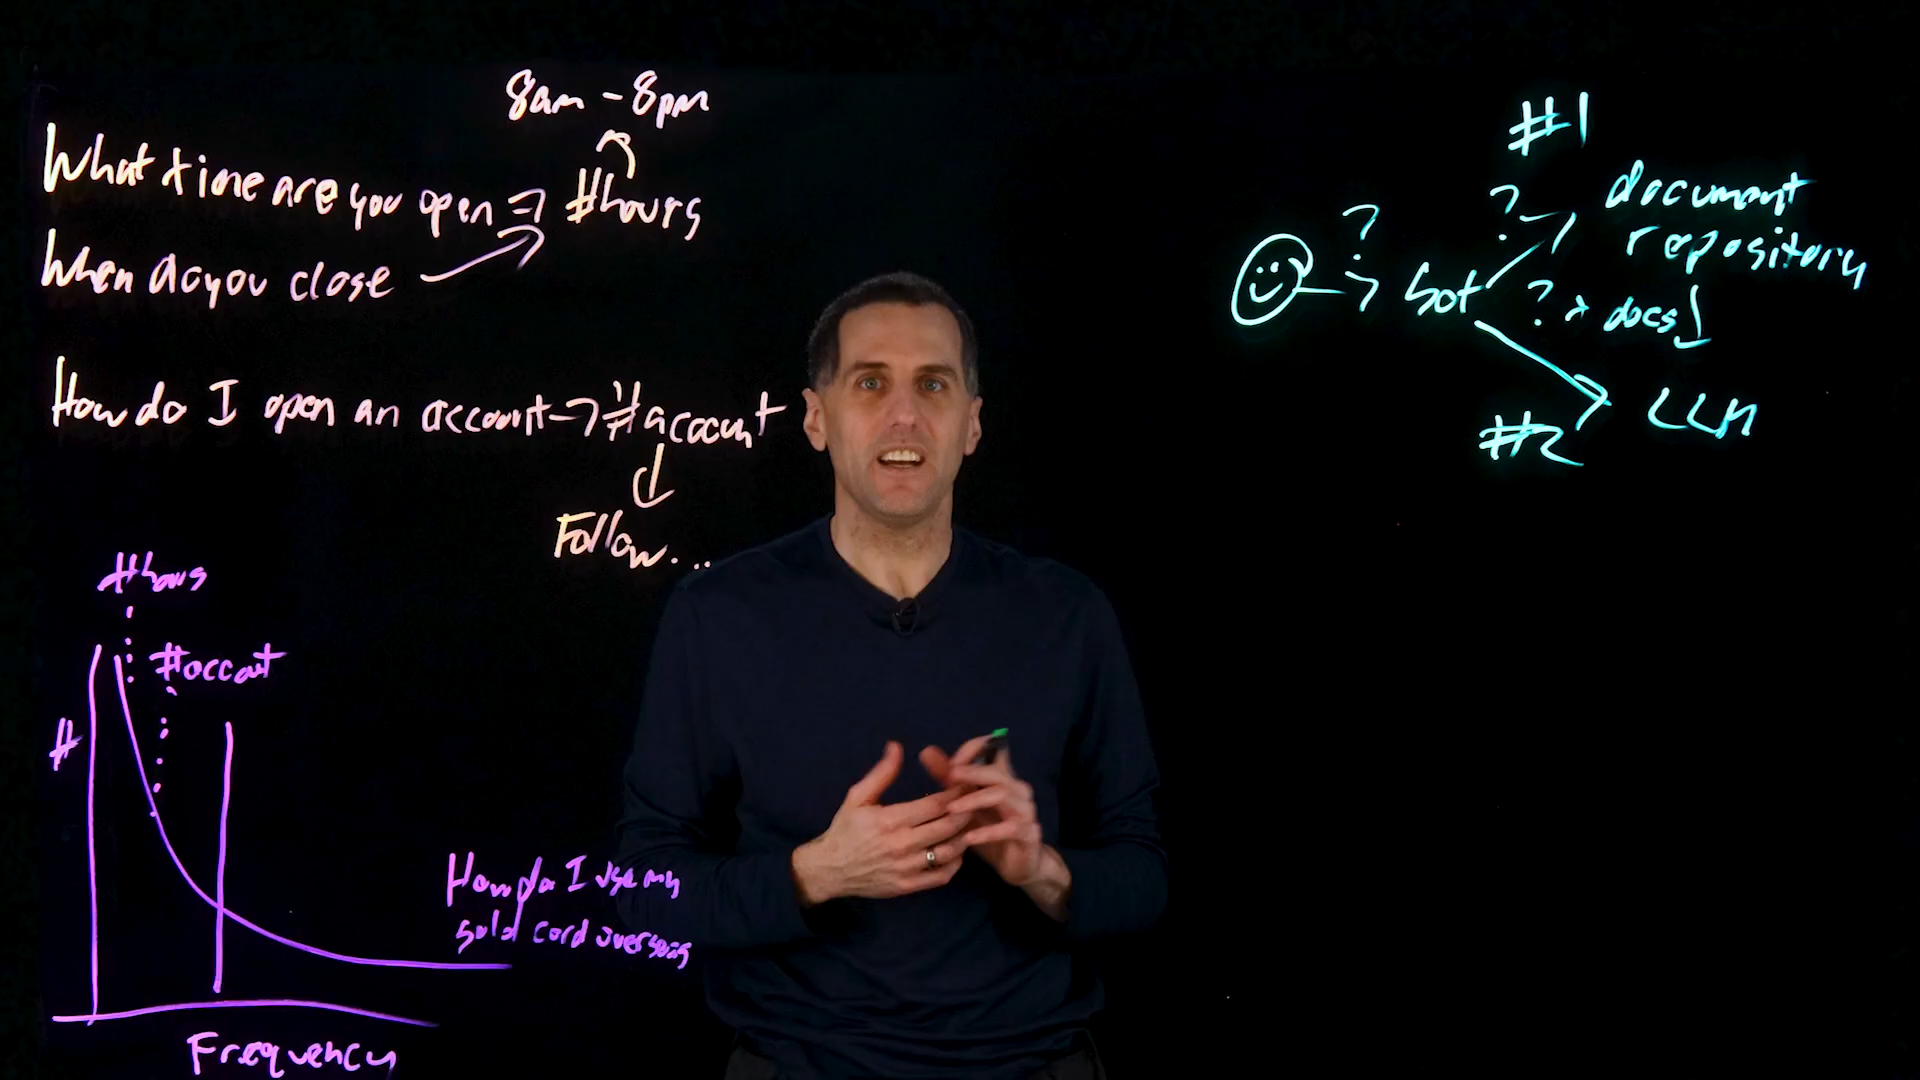 8am - 8pm
What time are you open → #hours
When do you close
How do I open an account → #account
Follow...
#hours
#account
#
How do I use my
gold card overseas
Frequency
#1
? document
? repository
bot
? + docs
#2 LLM